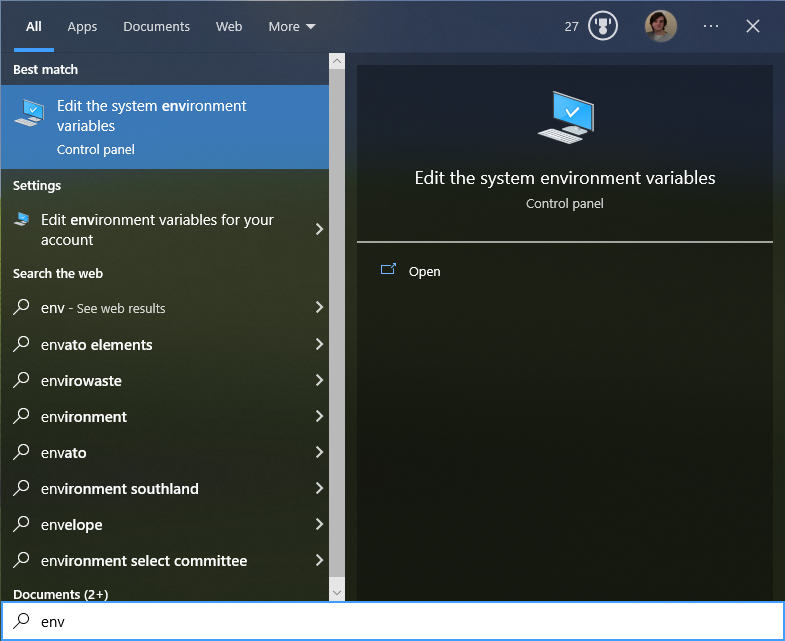 All Apps Documents Web More 27 ...
Best match
Edit the system environment
variables
Control panel
Settings
Edit environment variables for your
account
Search the web
env - See web results
envato elements
envirowaste
environment
envato
environment southland
envelope
environment select committee
Documents (2+)
env
Edit the system environment variables
Control panel
Open